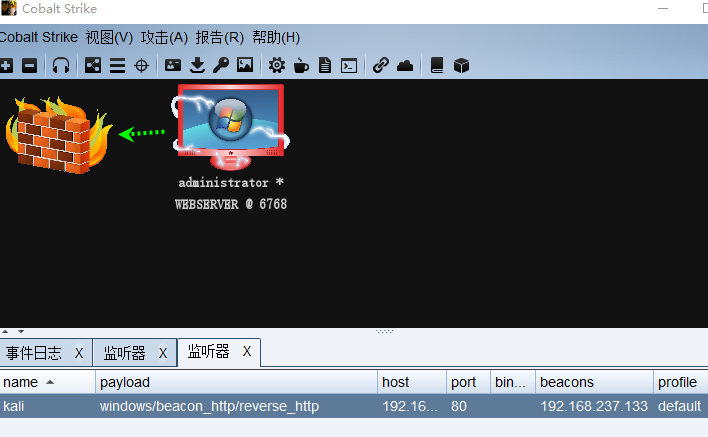 Cobalt Strike
Cobalt Strike 视图(V) 攻击(A) 报告(R) 帮助(H)
administrator *
WEBSERVER @ 6768
事件日志 X 监听器 X 监听器 X
name payload host port bin... beacons profile
kali windows/beacon_http/reverse_http 192.16... 80 192.168.237.133 default